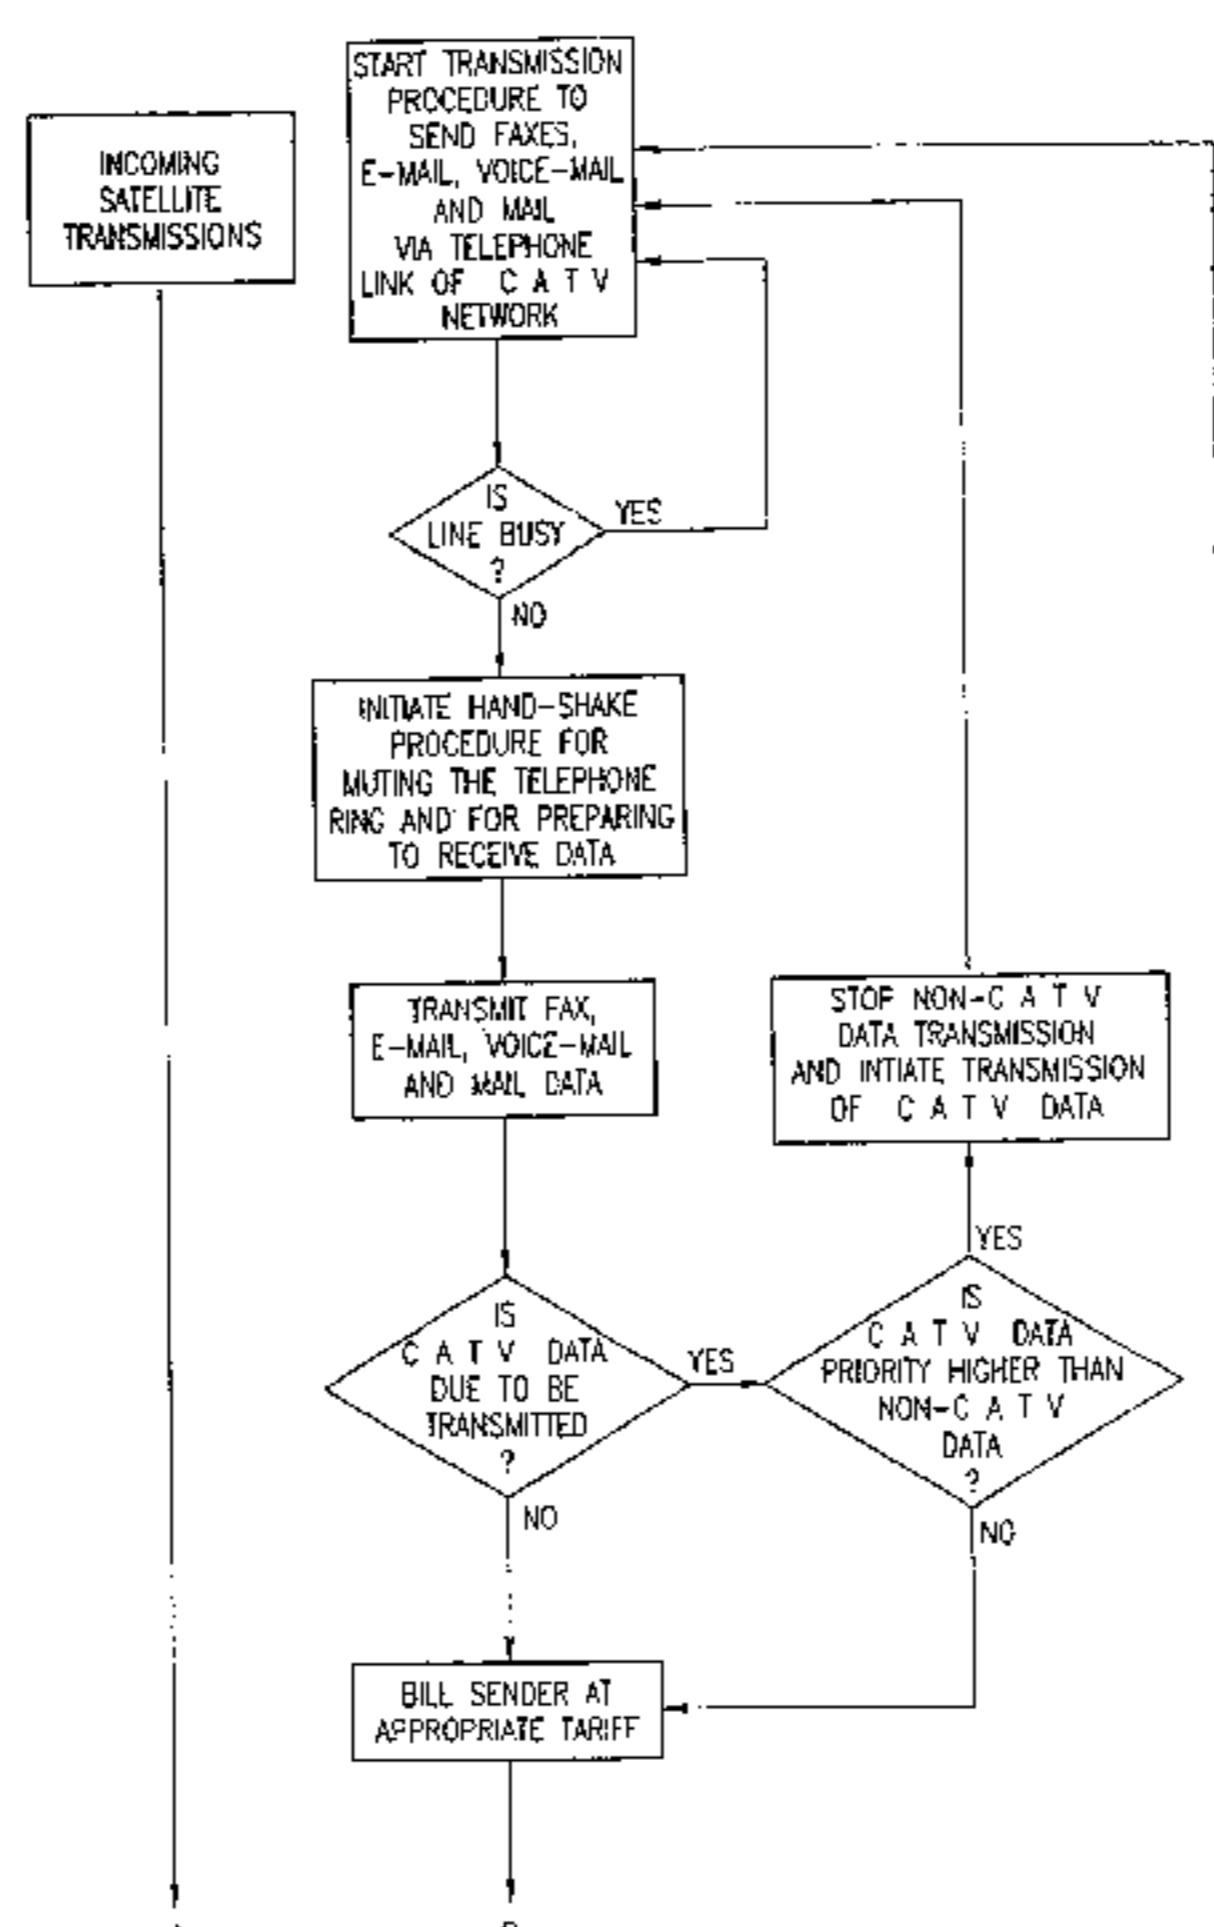 START TRANSMISSION
PROCEDURE TO
SEND FAXES,
E-MAIL, VOICE-MAIL
AND MAIL
VIA TELEPHONE
LINK OF C A T V
NETWORK
INCOMING
SATELLITE
TRANSMISSIONS
IS
LINE BUSY
?
YES
NO
INITIATE HAND-SHAKE
PROCEDURE FOR
MUTING THE TELEPHONE
RING AND FOR PREPARING
TO RECEIVE DATA
TRANSMIT FAX,
E-MAIL, VOICE-MAIL
AND MAIL DATA
STOP NON-C A T V
DATA TRANSMISSION
AND INTIATE TRANSMISSION
OF C A T V DATA
YES
IS
C A T V DATA
DUE TO BE
TRANSMITTED
?
YES
IS
C A T V DATA
PRIORITY HIGHER THAN
NON-C A T V
DATA
?
NO
NO
BILL SENDER AT
APPROPRIATE TARIFF